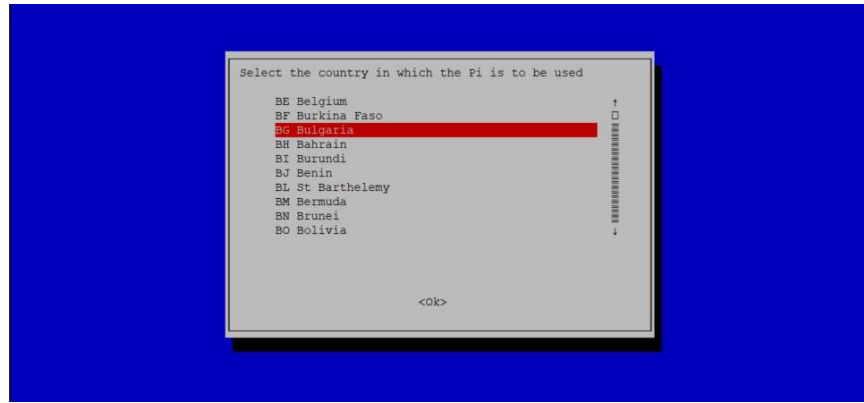 Select the country in which the Pi is to be used
BE Belgium
BF Burkina Faso
BG Bulgaria
BH Bahrain
BI Burundi
BJ Benin
BL St Barthelemy
BM Bermuda
BN Brunei
BO Bolivia
<Ok>